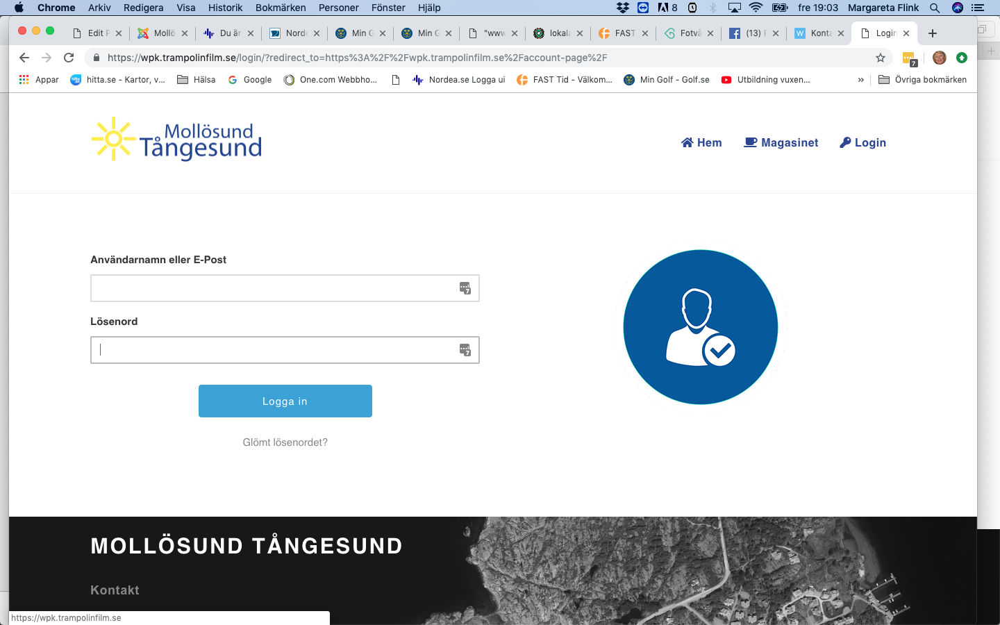 Chrome Arkiv Redigera Visa Historik Bokmärken Personer Fönster Hjälp 8 fre 19:03 Margareta Flink
Edit P Mollö Du är Norde Min G Min G "www lokala FAST Fotvå (13) F Konta Login
https://wpk.trampolinfilm.se/login/?redirect_to=https%3A%2F%2Fwpk.trampolinfilm.se%2Faccount-page%2F 7
Appar hitta.se - Kartor, v... Hälsa Google One.com Webbho... Nordea.se Logga ui FAST Tid - Välkom... Min Golf - Golf.se Utbildning vuxen... » Övriga bokmärken
Mollösund
Tångesund
Hem Magasinet Login
Användarnamn eller E-Post
7
Lösenord
7
Logga in
Glömt lösenordet?
MOLLÖSUND TÅNGESUND
Kontakt
https://wpk.trampolinfilm.se